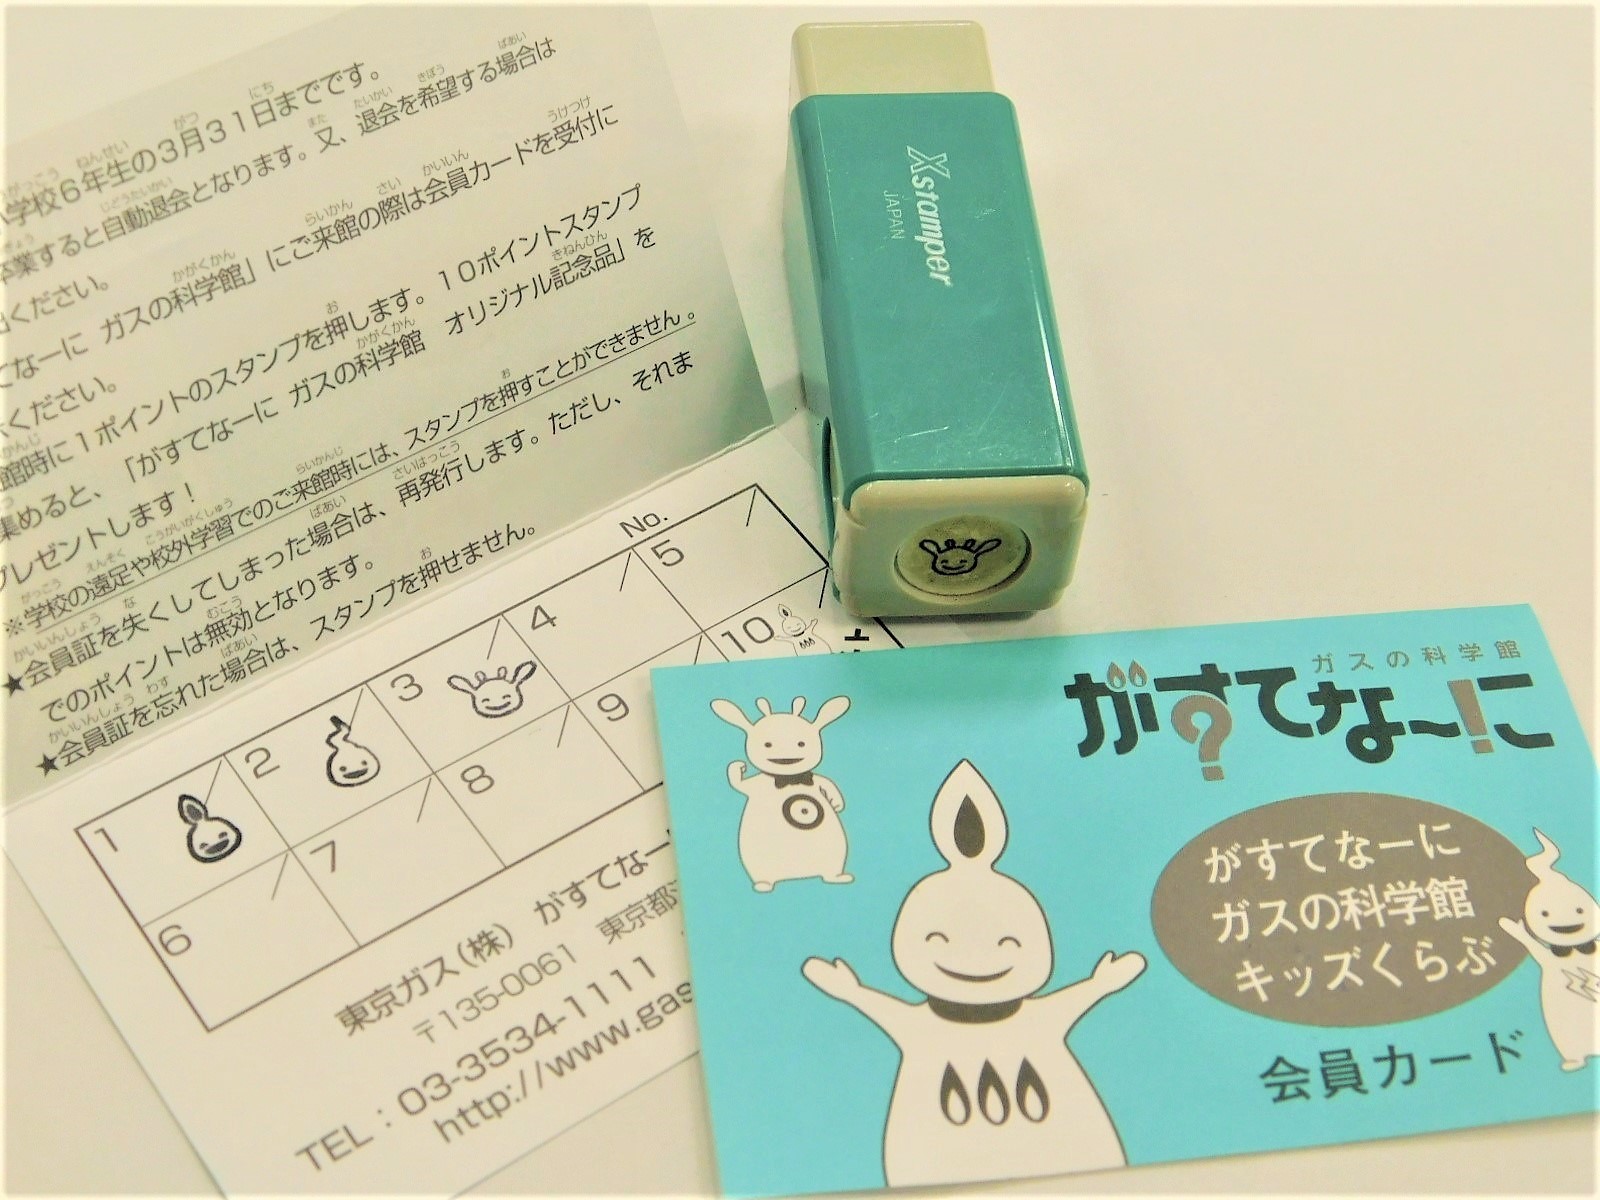 学校6年生の3月31日までです。
卒業すると自動退会となります。又、退会を希望する場合は
ください。
てなーに ガスの科学館」にご来館の際は会員カードを受付に
ください。
館時に1ポイントのスタンプを押します。10ポイントスタンプ
集めると、「がすてなーに ガスの科学館 オリジナル記念品」を
プレゼントします!
※学校の遠足や校外学習でのご来館時には、スタンプを押すことができません。
★会員証を失くしてしまった場合は、再発行します。ただし、それま
でのポイントは無効となります。
★会員証を忘れた場合は、スタンプを押せません。
No.
1 2 3 4 5
6 7 8 9 10
東京ガス(株) がすてなー
〒135-0061 東京都
TEL:03-3534-1111
http://www.gas
Xstamper
JAPAN
ガスの科学館
がすてなーに
がすてなーに
ガスの科学館
キッズくらぶ
会員カード